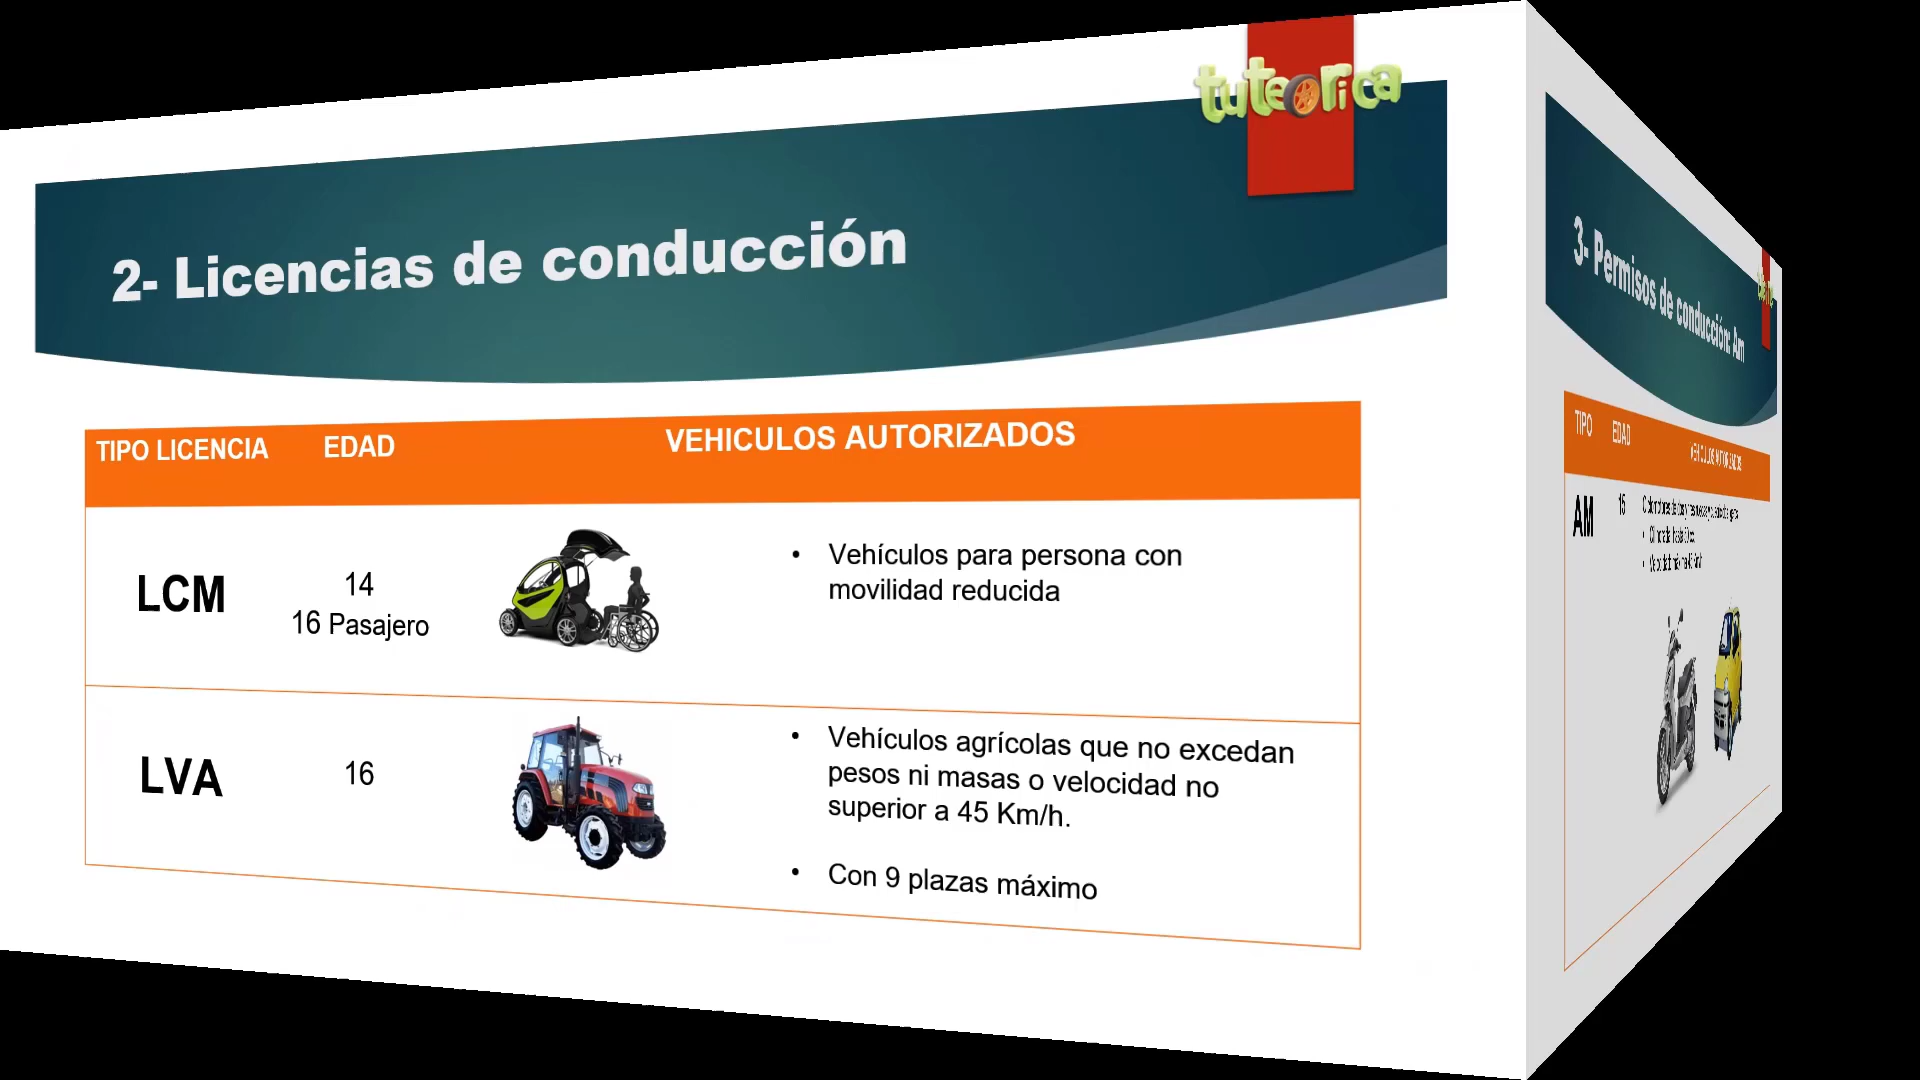 tuteorica
2- Licencias de conducción
TIPO LICENCIA EDAD VEHICULOS AUTORIZADOS
LCM
14
16 Pasajero
• Vehículos para persona con
movilidad reducida
LVA
16
• Vehículos agrícolas que no excedan
pesos ni masas o velocidad no
superior a 45 Km/h.
• Con 9 plazas máximo
3- Permisos de conducción: Am
TIPO EDAD VEHICULOS AUTORIZADOS
AM
15